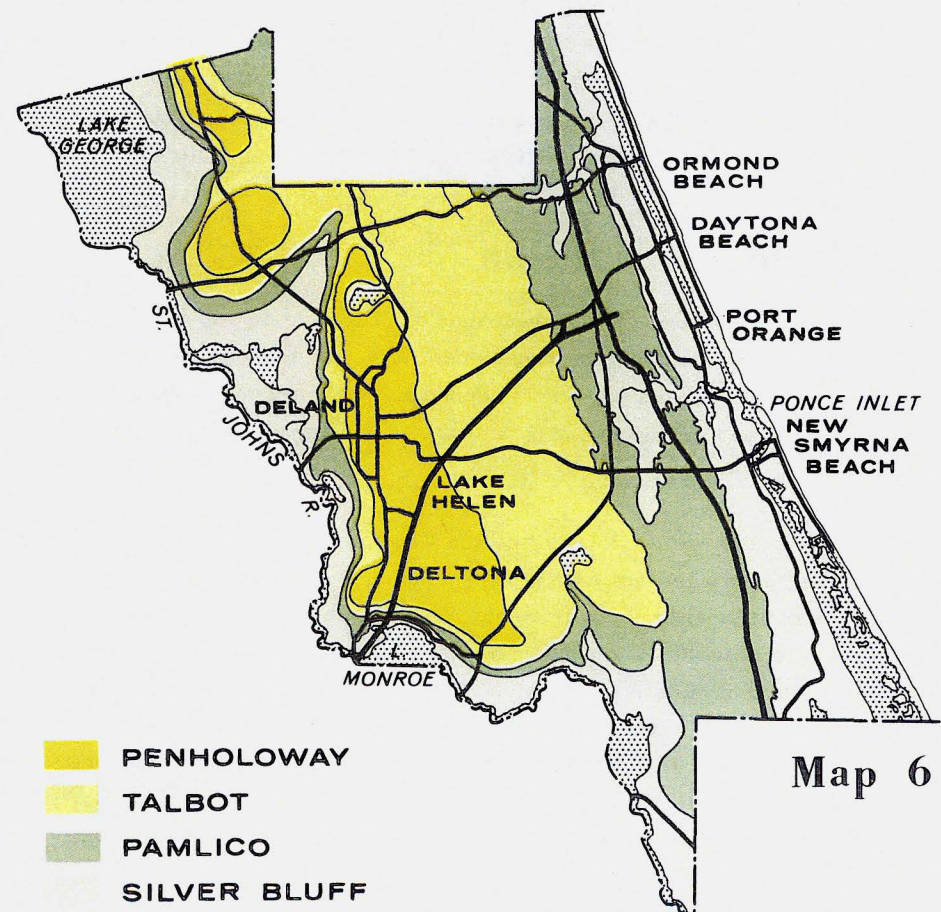 LAKE
GEORGE
ORMOND
BEACH
DAYTONA
BEACH
ST.
PORT
ORANGE
PONCE INLET
DELAND
NEW
SMYRNA
BEACH
JOHNS
R.
LAKE
HELEN
DELTONA
L.
MONROE
PENHOLOWAY
TALBOT
PAMLICO
SILVER BLUFF
Map 6